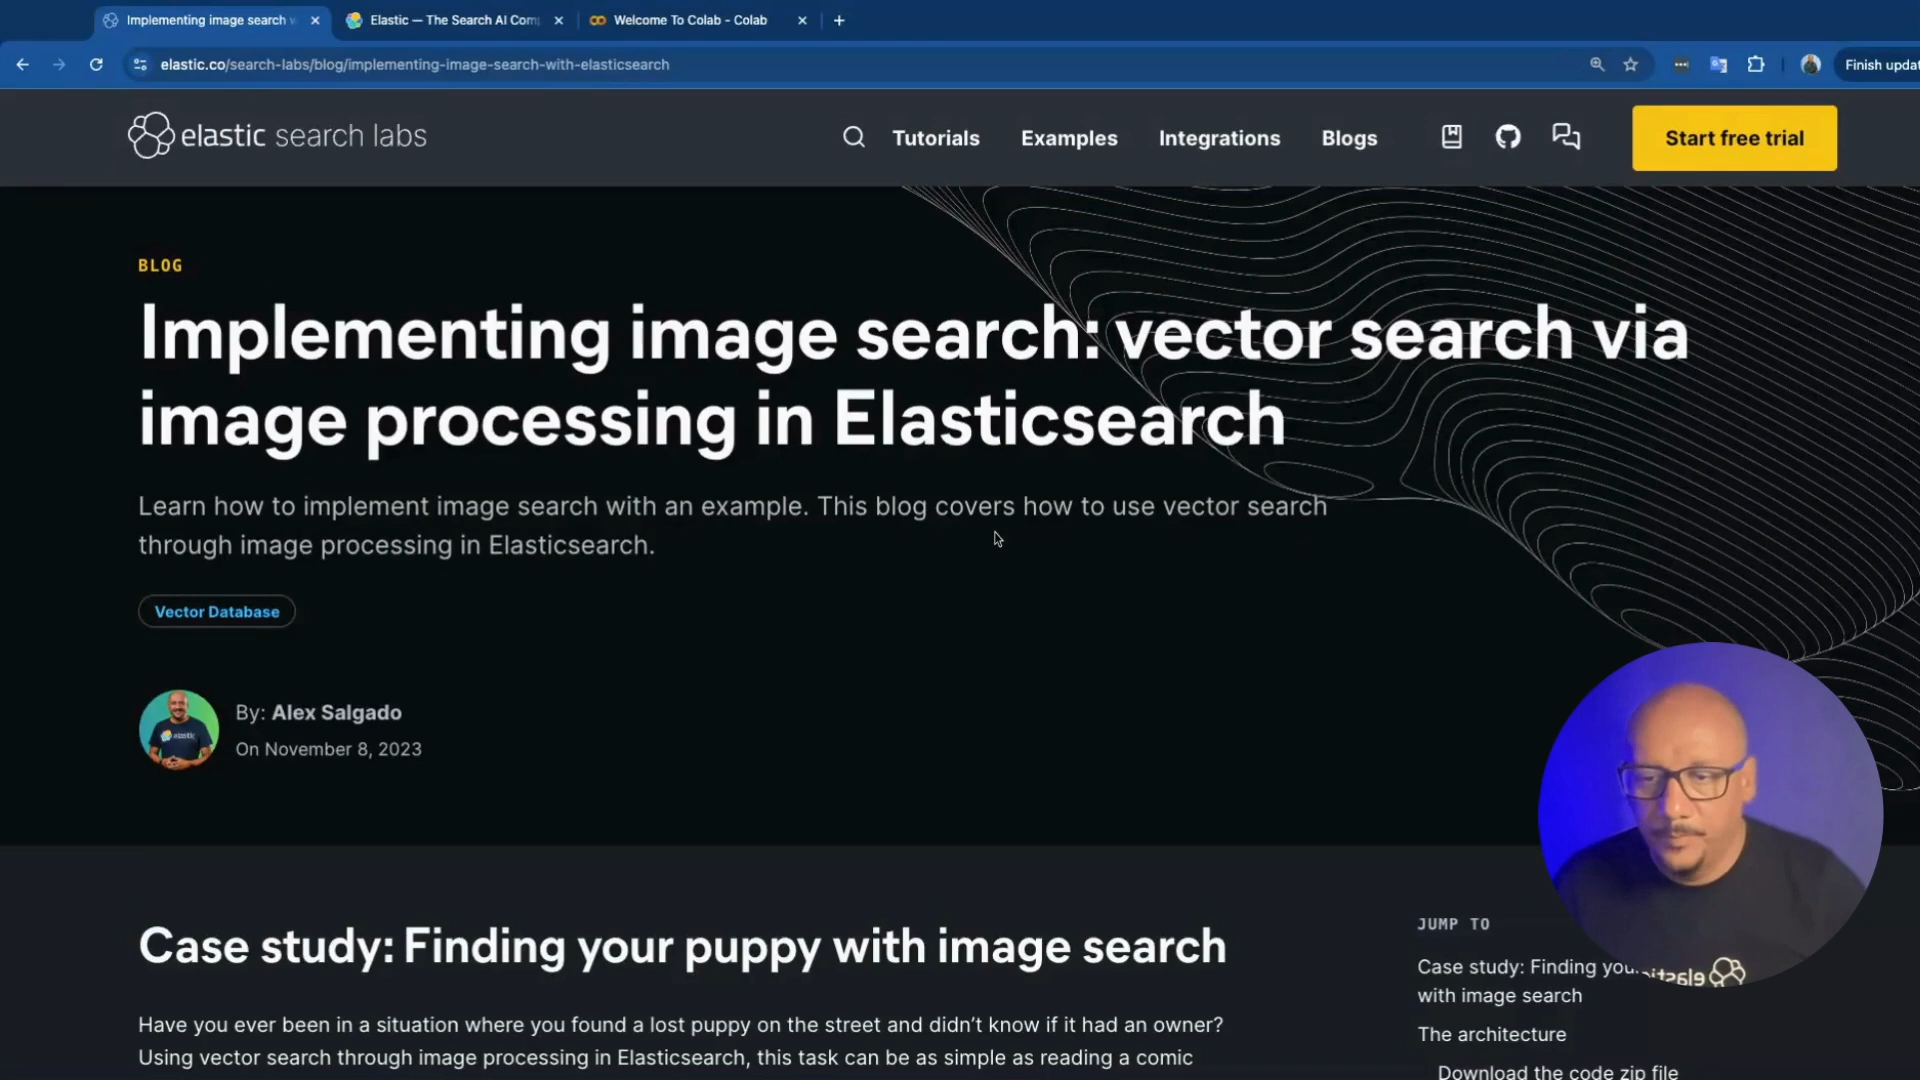 Implementing image search w
Elastic — The Search AI Com
Welcome To Colab - Colab
elastic.co/search-labs/blog/implementing-image-search-with-elasticsearch
Finish updat
elastic search labs
Tutorials
Examples
Integrations
Blogs
Start free trial
BLOG
Implementing image search: vector search via
image processing in Elasticsearch
Learn how to implement image search with an example. This blog covers how to use vector search
through image processing in Elasticsearch.
Vector Database
By: Alex Salgado
On November 8, 2023
Case study: Finding your puppy with image search
Have you ever been in a situation where you found a lost puppy on the street and didn't know if it had an owner?
Using vector search through image processing in Elasticsearch, this task can be as simple as reading a comic
JUMP TO
Case study: Finding you
with image search
The architecture
Download the code zip file
elastic